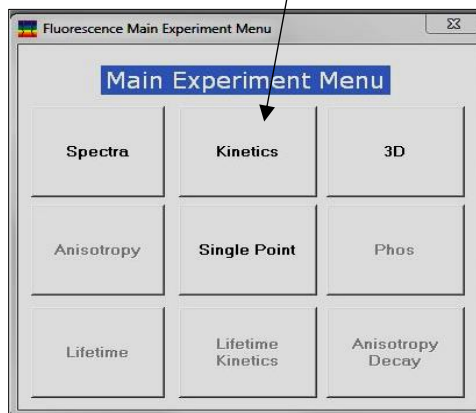 Fluorescence Main Experiment Menu
Main Experiment Menu
Spectra Kinetics 3D
Anisotropy Single Point Phos
Lifetime Lifetime Kinetics Anisotropy Decay